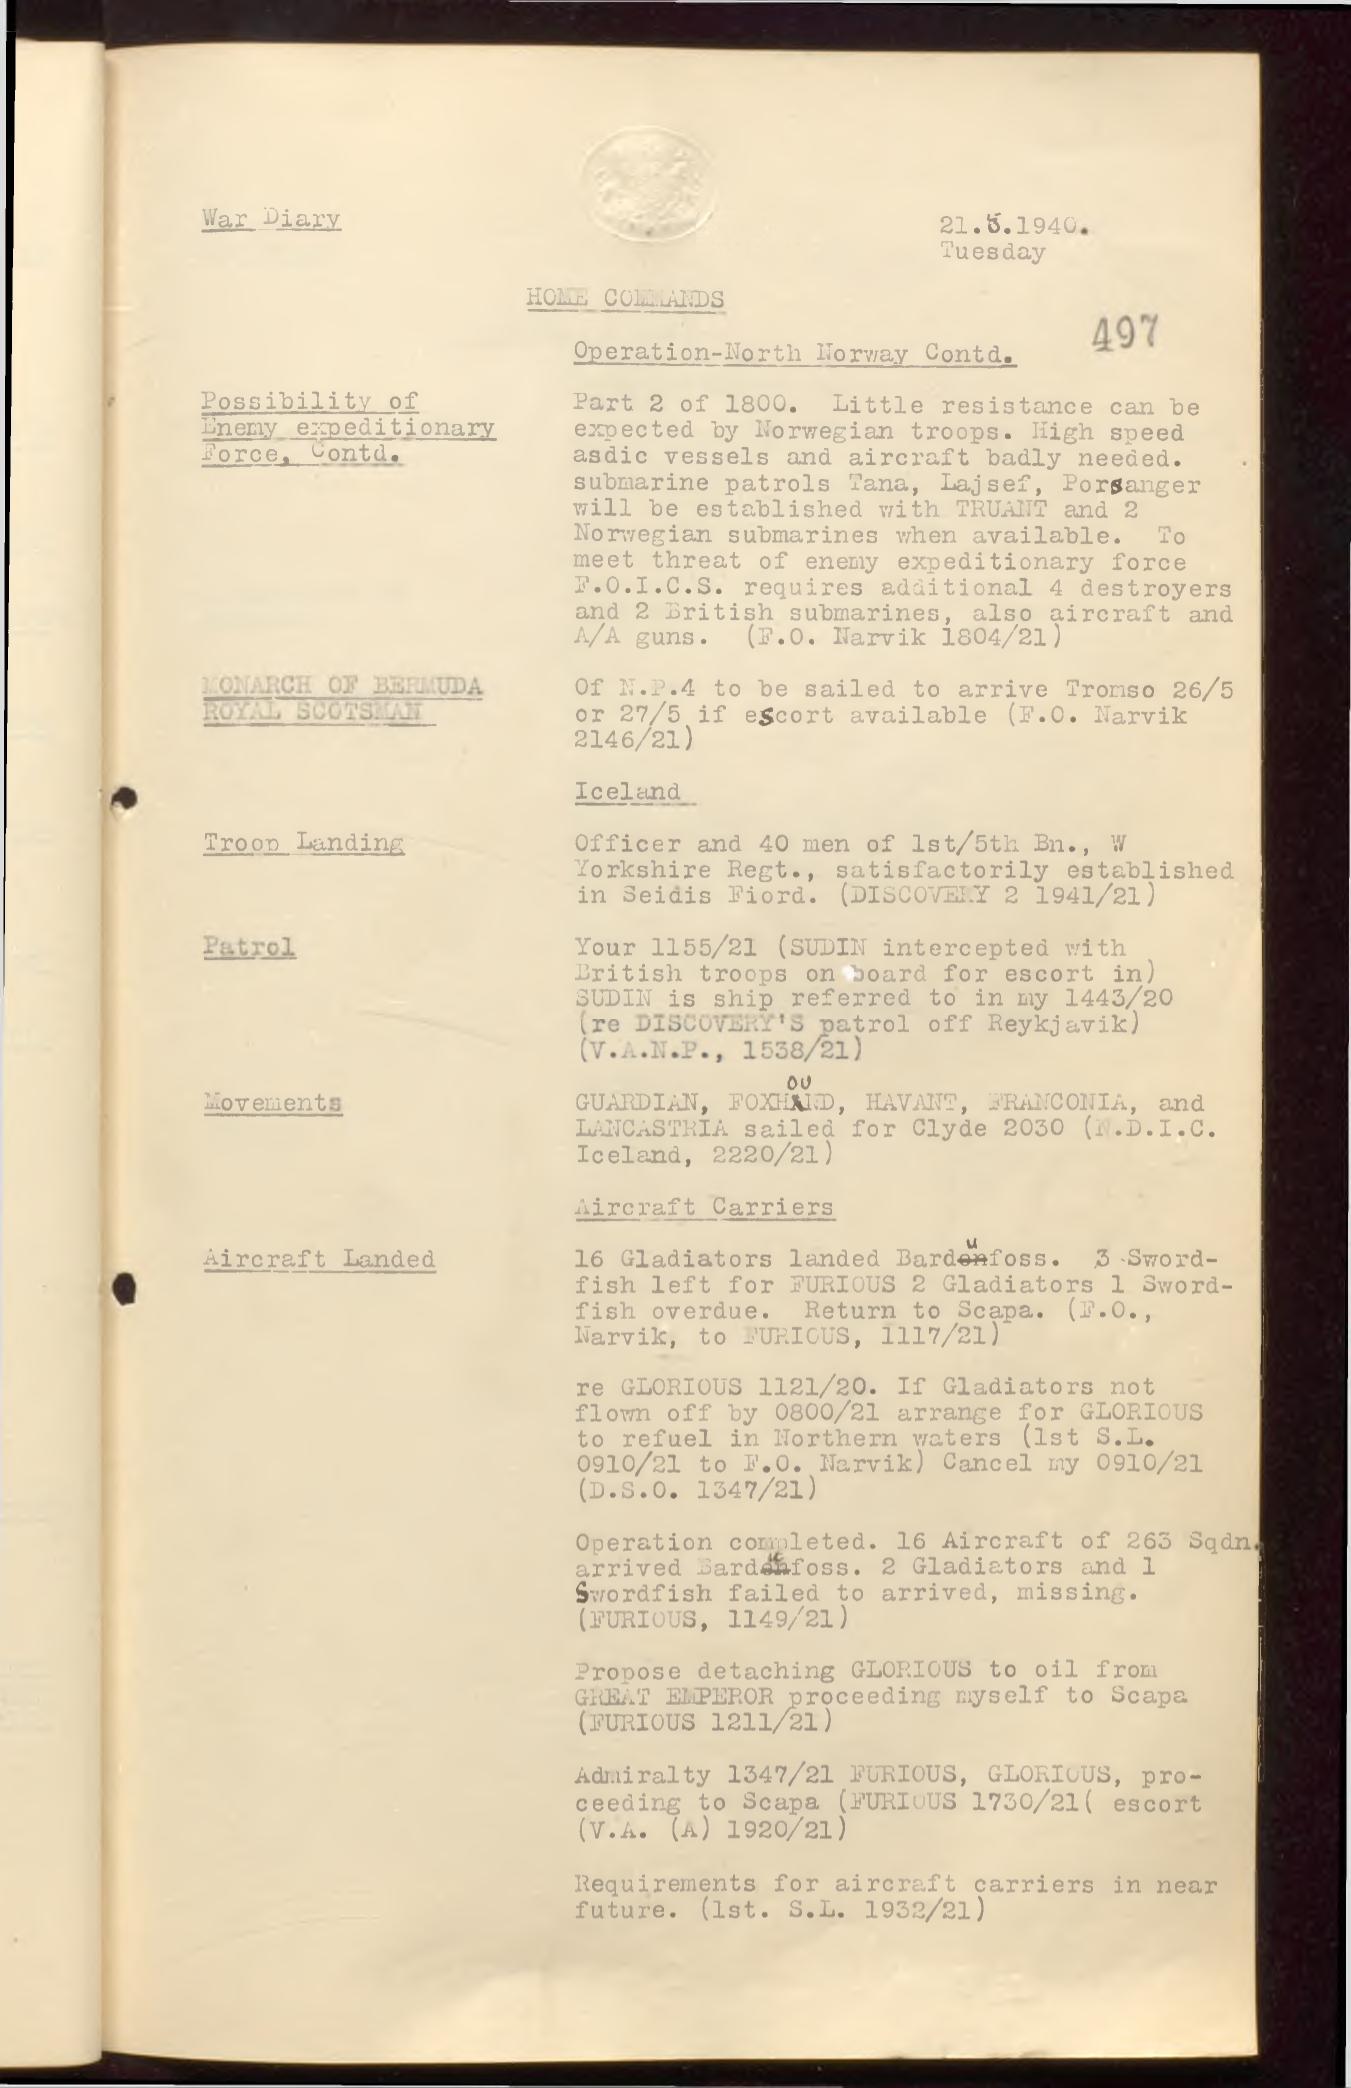 War Diary
21.5.1940.
Tuesday
HOME COMMANDS
497
Operation-North Norway Contd.
Possibility of
Enemy expeditionary
Force, Contd.
Part 2 of 1800. Little resistance can be
expected by Norwegian troops. High speed
asdic vessels and aircraft badly needed.
submarine patrols Tana, Lajsef, Porsanger
will be established with TRUANT and 2
Norwegian submarines when available. To
meet threat of enemy expeditionary force
F.O.I.C.S. requires additional 4 destroyers
and 2 British submarines, also aircraft and
A/A guns. (F.O. Narvik 1804/21)
MONARCH OF BERMUDA
ROYAL SCOTSMAN
Of N.P.4 to be sailed to arrive Tromso 26/5
or 27/5 if escort available (F.O. Narvik
2146/21)
Iceland
Troop Landing
Officer and 40 men of 1st/5th Bn., W
Yorkshire Regt., satisfactorily established
in Seidis Fiord. (DISCOVERY 2 1941/21)
Patrol
Your 1155/21 (SUDIN intercepted with
British troops on board for escort in)
SUDIN is ship referred to in my 1443/20
(re DISCOVERY'S patrol off Reykjavik)
(V.A.N.P., 1538/21)
Movements
GUARDIAN, FOXHOUND, HAVANT, FRANCONIA, and
LANCASTRIA sailed for Clyde 2030 (N.D.I.C.
Iceland, 2220/21)
Aircraft Carriers
Aircraft Landed
16 Gladiators landed Bardufoss. 3 Sword-
fish left for FURIOUS 2 Gladiators 1 Sword-
fish overdue. Return to Scapa. (F.O.,
Narvik, to FURIOUS, 1117/21)
re GLORIOUS 1121/20. If Gladiators not
flown off by 0800/21 arrange for GLORIOUS
to refuel in Northern waters (1st S.L.
0910/21 to F.O. Narvik) Cancel my 0910/21
(D.S.O. 1347/21)
Operation completed. 16 Aircraft of 263 Sqdn.
arrived Bardufoss. 2 Gladiators and 1
Swordfish failed to arrived, missing.
(FURIOUS, 1149/21)
Propose detaching GLORIOUS to oil from
GREAT EMPEROR proceeding myself to Scapa
(FURIOUS 1211/21)
Admiralty 1347/21 FURIOUS, GLORIOUS, pro-
ceeding to Scapa (FURIOUS 1730/21( escort
(V.A. (A) 1920/21)
Requirements for aircraft carriers in near
future. (1st. S.L. 1932/21)